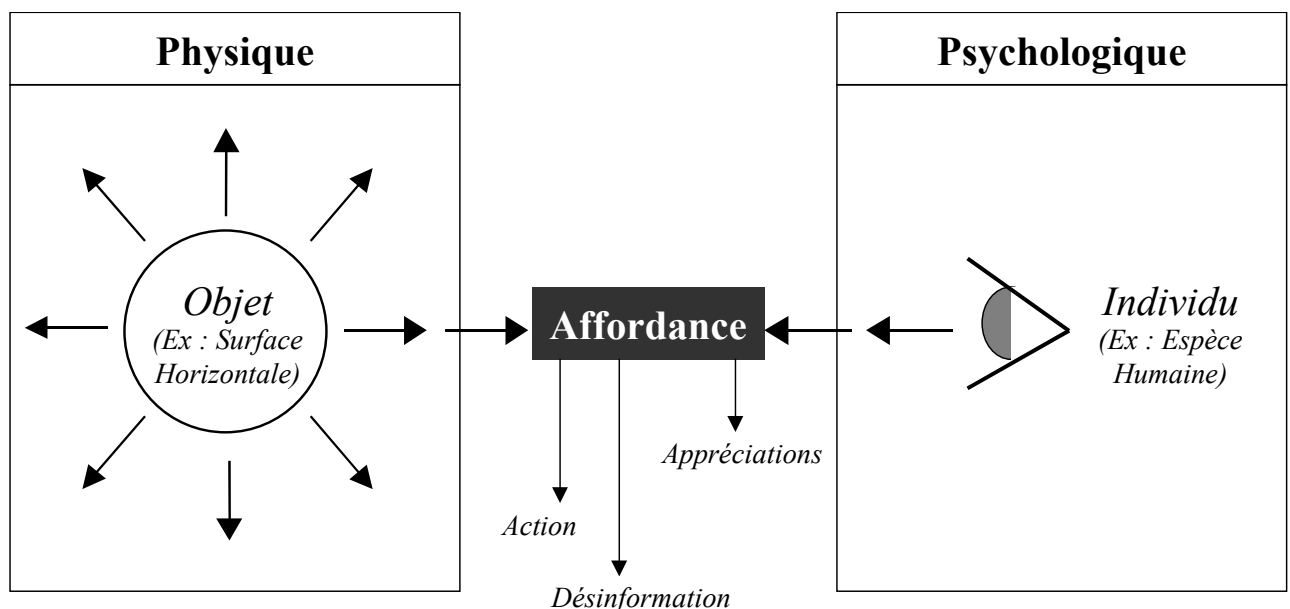 Physique
Psychologique
Objet
(Ex : Surface
Horizontale)
Affordance
Individu
(Ex : Espèce
Humaine)
Appréciations
Action
Désinformation